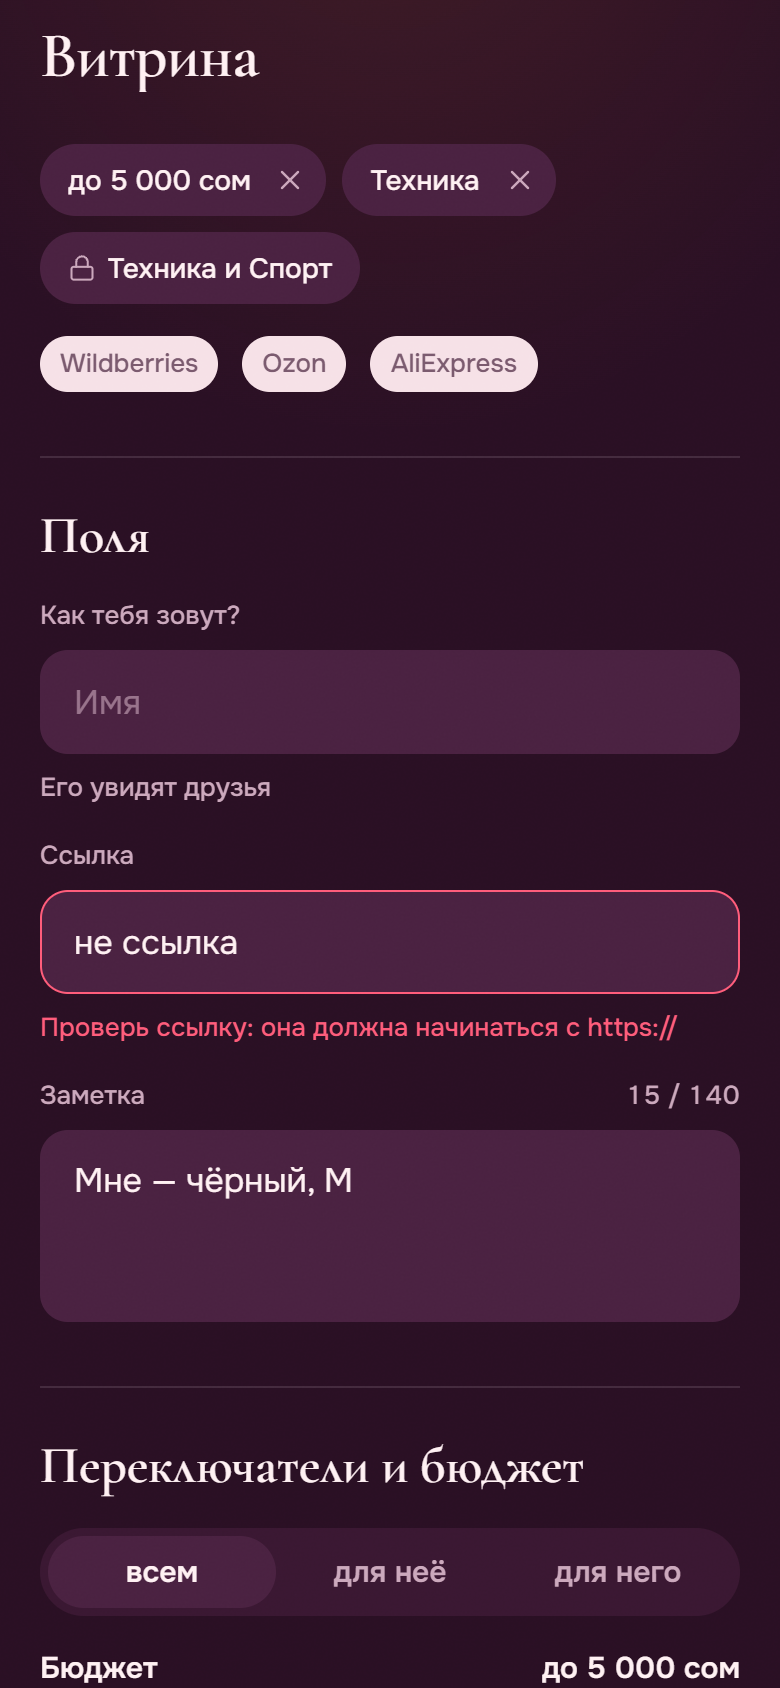 Витрина
до 5 000 сом
Техника
Техника и Спорт
Wildberries Ozon AliExpress
Поля
Как тебя зовут?
Имя
Его увидят друзья
Ссылка
не ссылка
Проверь ссылку: она должна начинаться с https://
Заметка 15 / 140
Мне — чёрный, М
Переключатели и бюджет
всем для неё для него
Бюджет до 5 000 сом